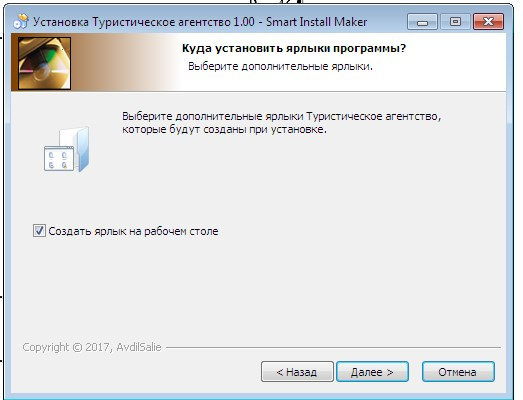 Установка Туристическое агентство 1.00 - Smart Install Maker
Куда установить ярлыки программы?
Выберите дополнительные ярлыки.
Выберите дополнительные ярлыки Туристическое агентство,
которые будут созданы при установке.
Создать ярлык на рабочем столе
Copyright © 2017, AvdilSalie
< Назад
Далее >
Отмена